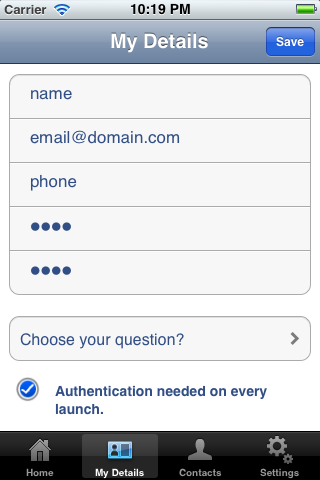 Carrier 10:19 PM
My Details Save
name
email@domain.com
phone
●●●●
●●●●
Choose your question?
Authentication needed on every
launch.
Home My Details Contacts Settings